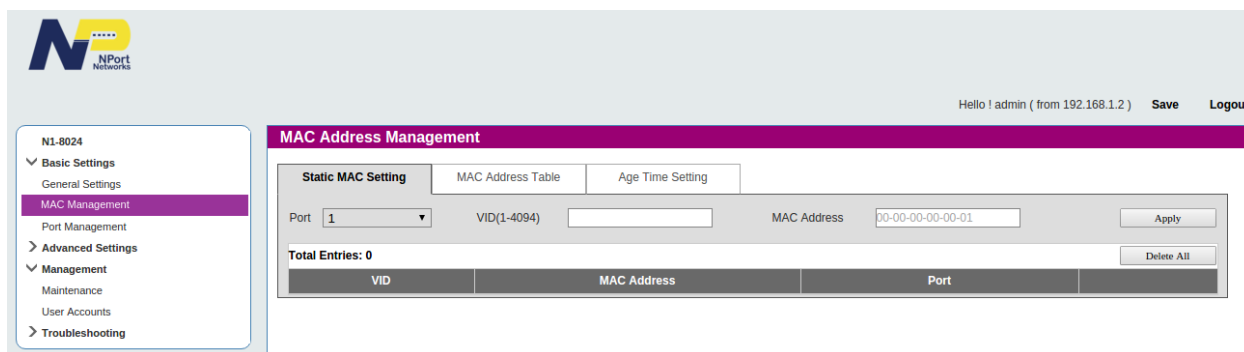 NP
NPort
Networks
Hello ! admin ( from 192.168.1.2 ) Save Logou
N1-8024
Basic Settings
General Settings
MAC Management
Port Management
Advanced Settings
Management
Maintenance
User Accounts
Troubleshooting
MAC Address Management
Static MAC Setting MAC Address Table Age Time Setting
Port 1 VID(1-4094) MAC Address 00-00-00-00-00-01 Apply
Total Entries: 0 Delete All
VID MAC Address Port